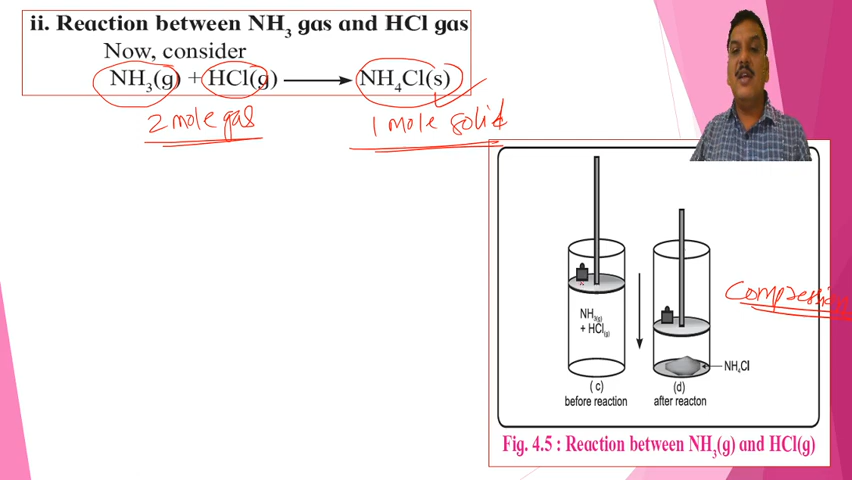 ii. Reaction between NH₃ gas and HCl gas
Now, consider
NH₃(g) + HCl(g) ⟶ NH₄Cl(s)
2 mole gas
1 mole solid
Compression
NH₃₍g₎
+ HCl₍g₎
NH₄Cl
(c)
before reaction
(d)
after reacton
Fig. 4.5 : Reaction between NH₃(g) and HCl(g)